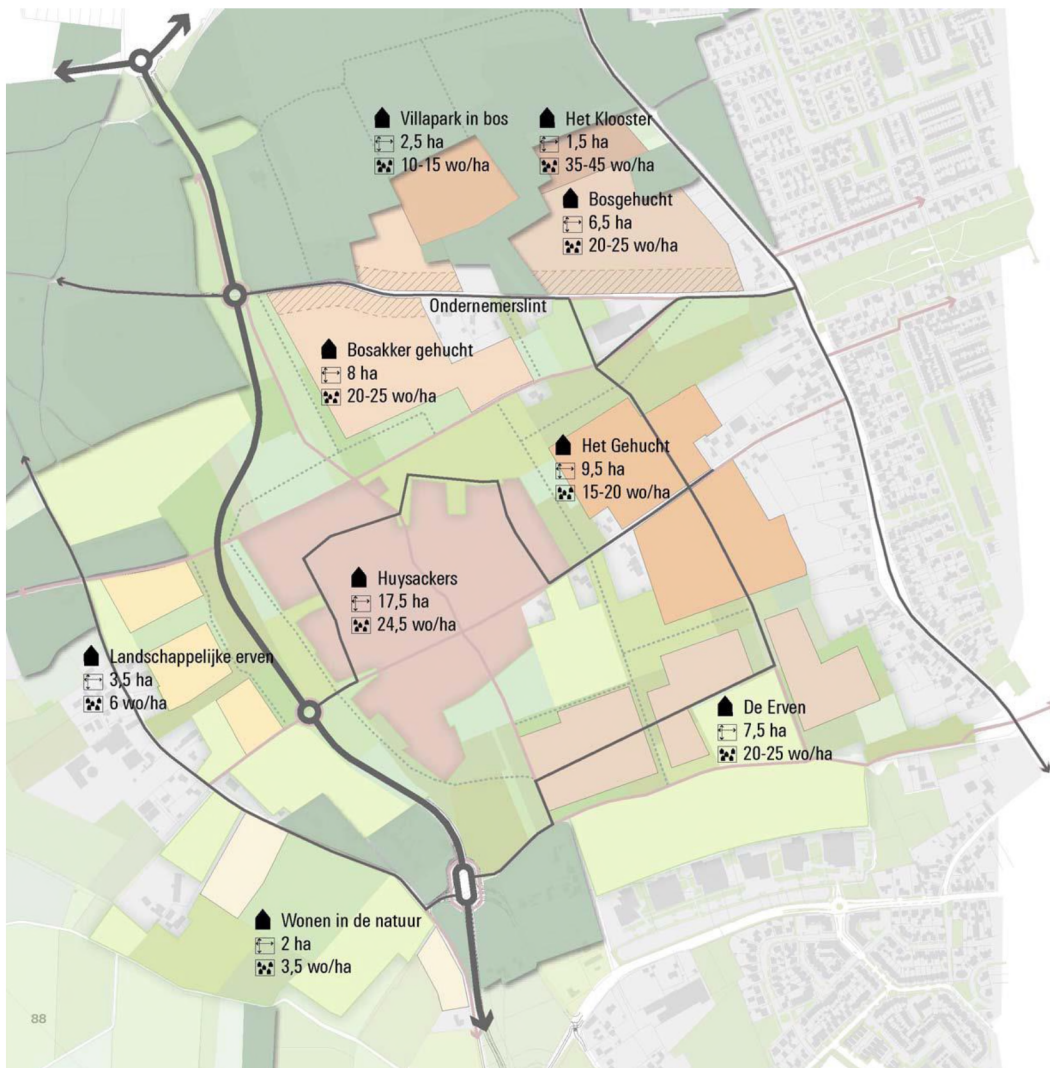 Villapark in bos
2,5 ha
10-15 wo/ha
Het Klooster
1,5 ha
35-45 wo/ha
Bosgehucht
6,5 ha
20-25 wo/ha
Ondernemerslint
Bosakker gehucht
8 ha
20-25 wo/ha
Het Gehucht
9,5 ha
15-20 wo/ha
Huysackers
17,5 ha
24,5 wo/ha
Landschappelijke erven
3,5 ha
6 wo/ha
De Erven
7,5 ha
20-25 wo/ha
Wonen in de natuur
2 ha
3,5 wo/ha
88